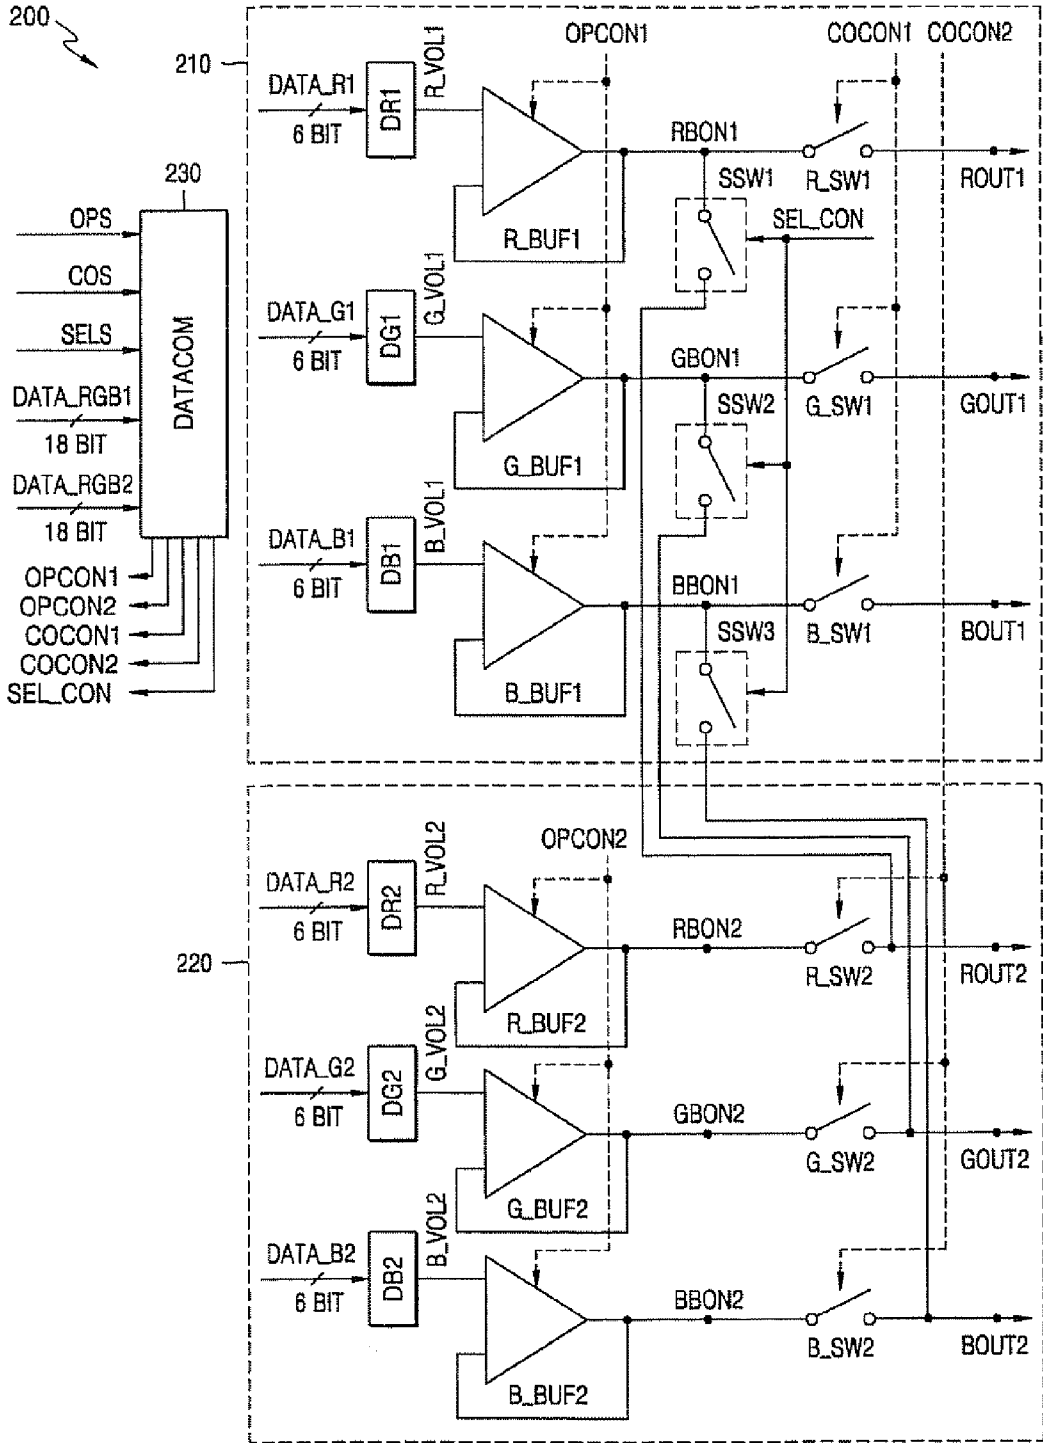 200
230
OPS
COS
SELS
DATA_RGB1
18 BIT
DATA_RGB2
18 BIT
DATACOM
OPCON1
OPCON2
COCON1
COCON2
SEL_CON
210
OPCON1
COCON1 COCON2
DATA_R1
6 BIT
DR1
R_VOL1
R_BUF1
RBON1
SSW1
SEL_CON
R_SW1
ROUT1
DATA_G1
6 BIT
DG1
G_VOL1
G_BUF1
GBON1
SSW2
G_SW1
GOUT1
DATA_B1
6 BIT
DB1
B_VOL1
B_BUF1
BBON1
SSW3
B_SW1
BOUT1
220
OPCON2
DATA_R2
6 BIT
DR2
R_VOL2
R_BUF2
RBON2
R_SW2
ROUT2
DATA_G2
6 BIT
DG2
G_VOL2
G_BUF2
GBON2
G_SW2
GOUT2
DATA_B2
6 BIT
DB2
B_VOL2
B_BUF2
BBON2
B_SW2
BOUT2